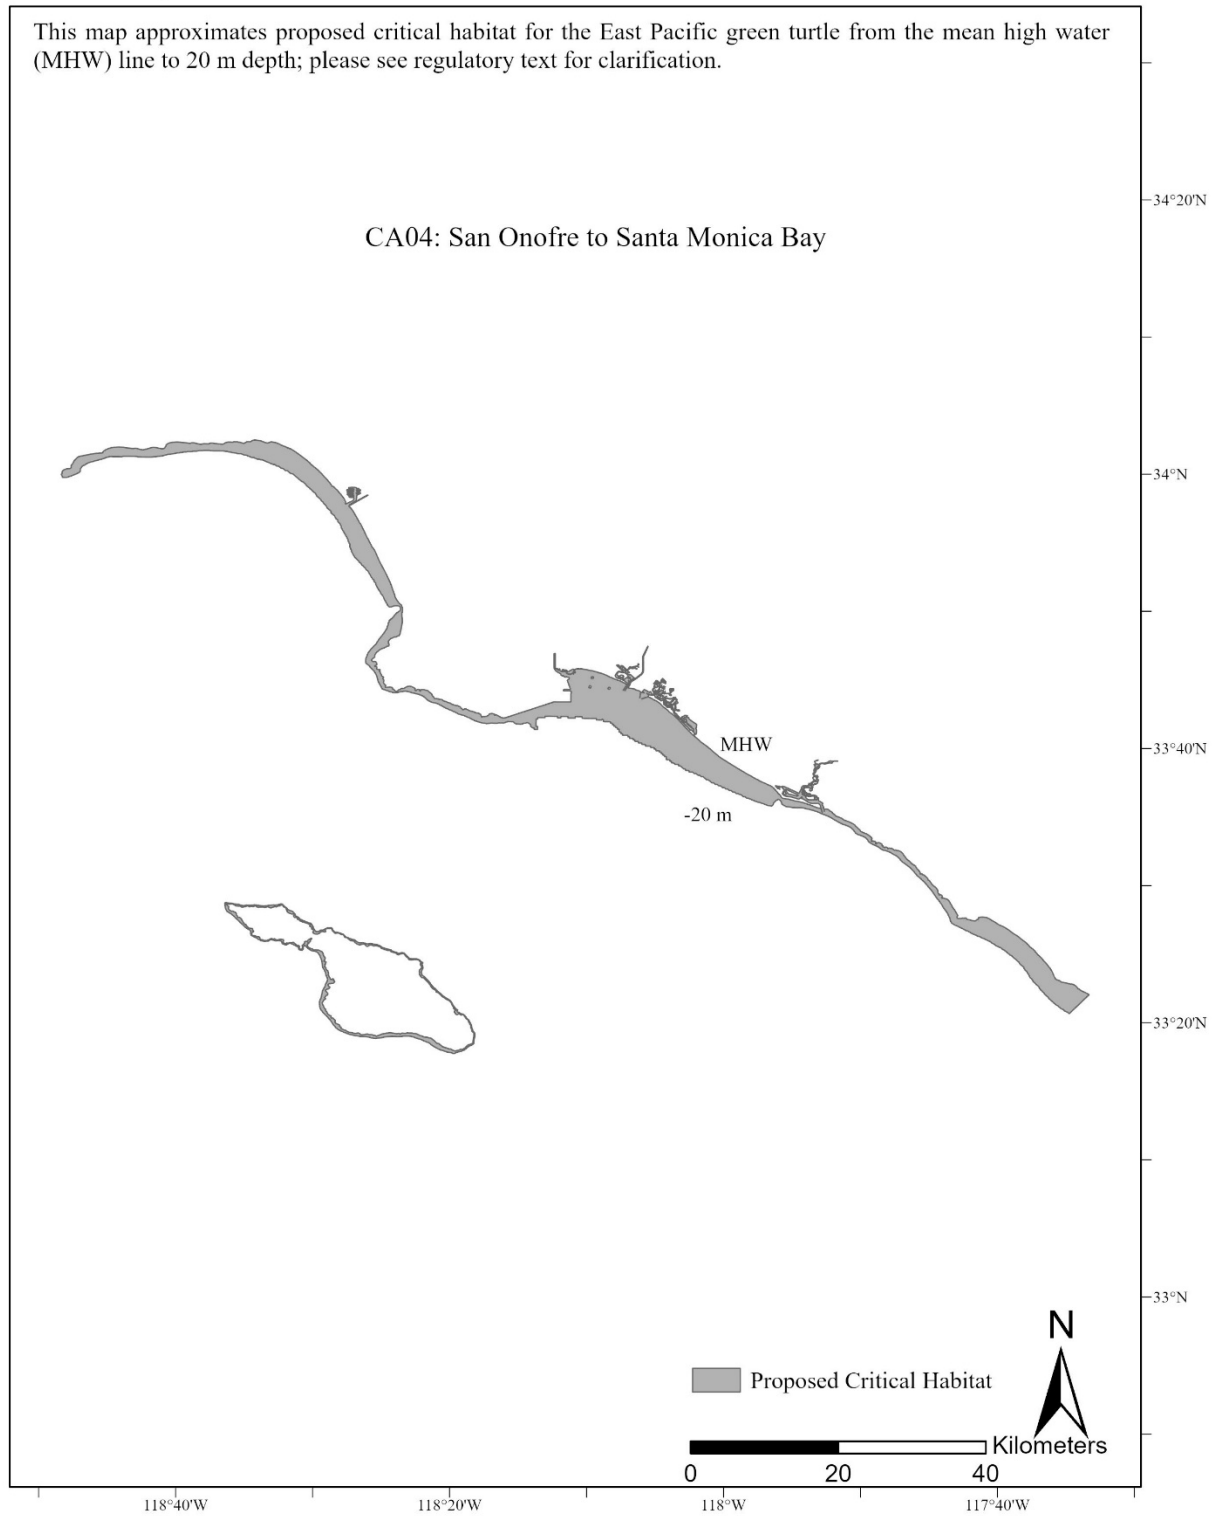 This map approximates proposed critical habitat for the East Pacific green turtle from the mean high water
(MHW) line to 20 m depth; please see regulatory text for clarification.
34°20'N
CA04: San Onofre to Santa Monica Bay
34°N
MHW
33°40'N
-20 m
33°20'N
33°N
N
Proposed Critical Habitat
Kilometers
0 20 40
118°40'W 118°20'W 118°W 117°40'W